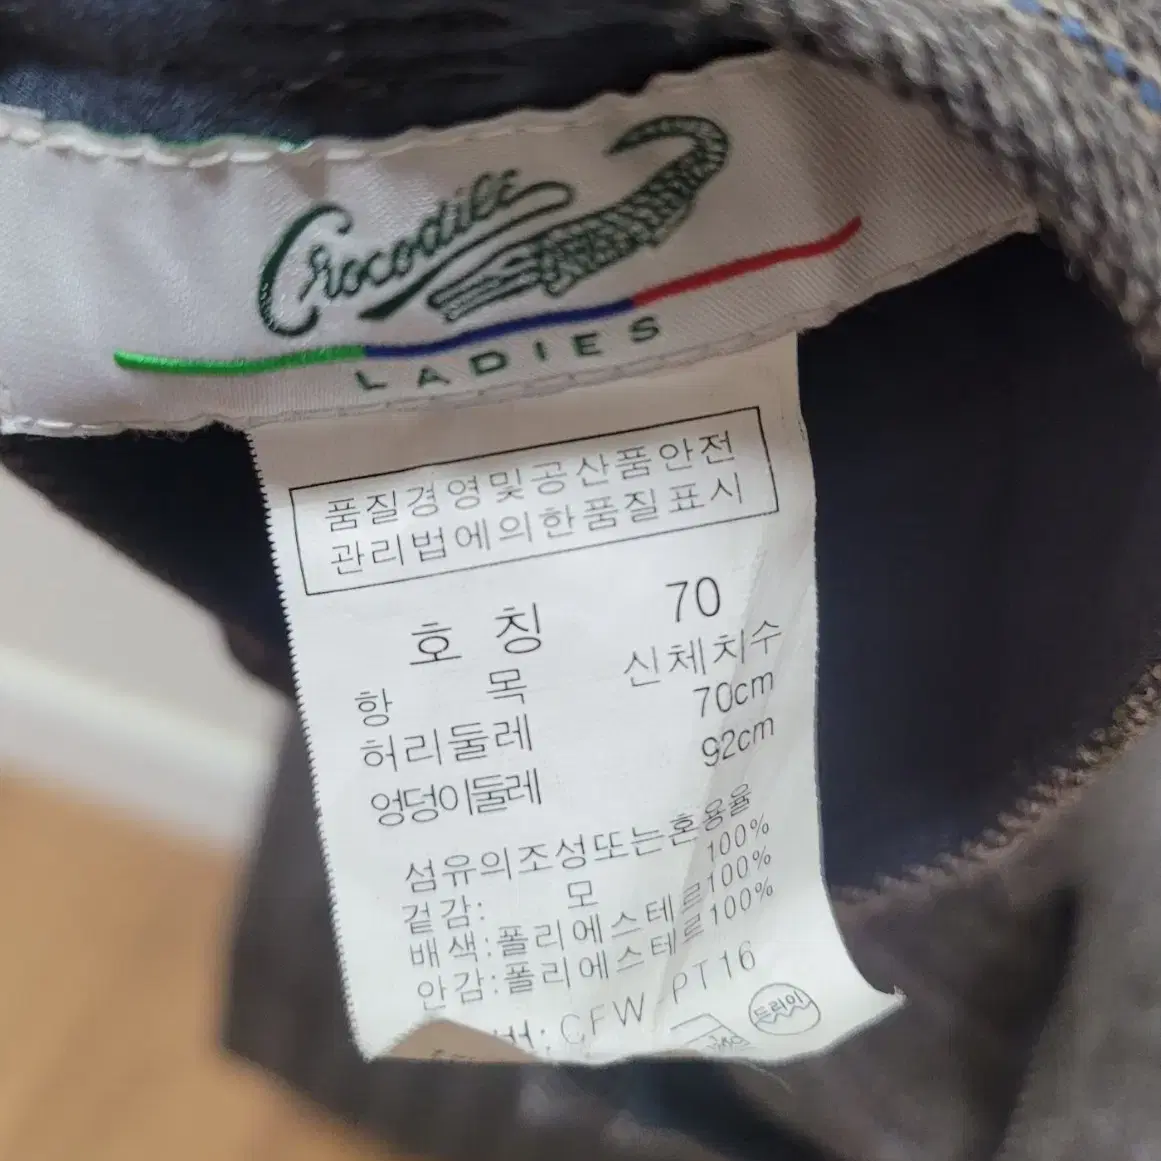 Crocodile
LADIES
품질경영및공산품안전
관리법에의한품질표시
호 칭 70
항 목 신체치수
허리둘레 70cm
엉덩이둘레 92cm
섬유의조성또는혼용율
겉감: 모 100%
배색:폴리에스테르100%
안감:폴리에스테르100%
CFW PT16
드라이